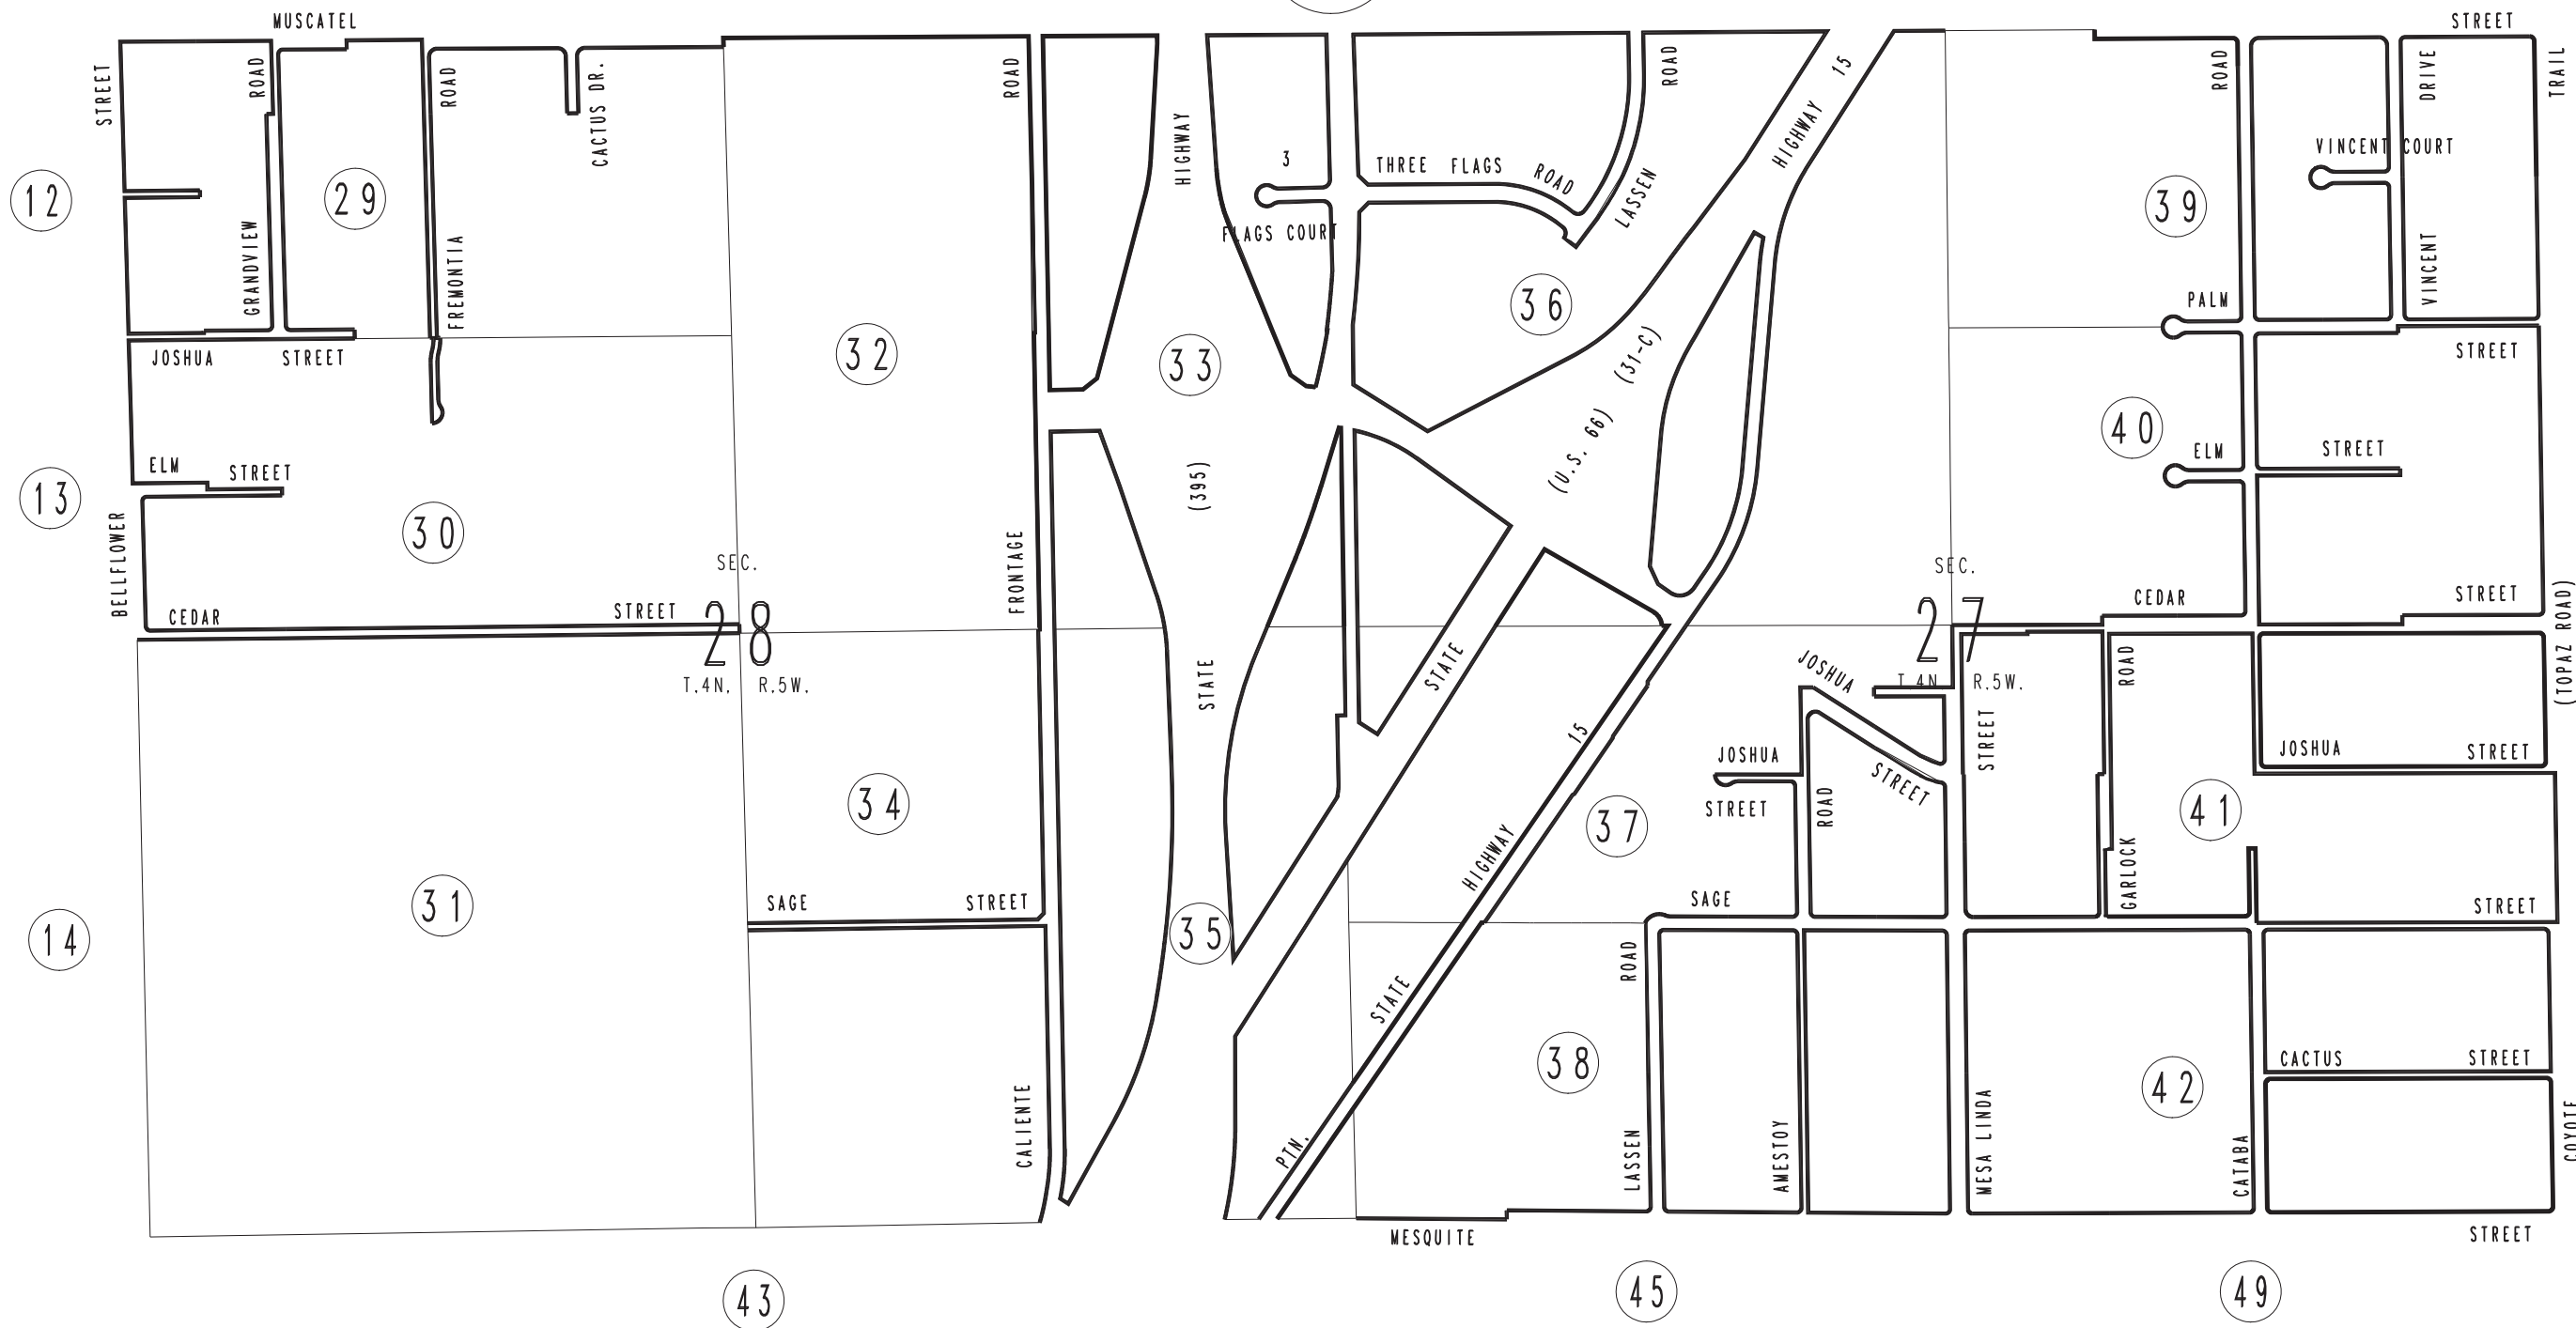 MUSCATEL
STREET
STREET
ROAD
ROAD
CACTUS DR.
ROAD
HIGHWAY
3
FLAGS COURT
THREE FLAGS ROAD
LASSEN
ROAD
HIGHWAY 15
ROAD
DRIVE
TRAIL
VINCENT COURT
12
29
39
GRANDVIEW
FREMONTIA
VINCENT
36
PALM
STREET
JOSHUA STREET
32
33
(31-C)
(U.S. 66)
40
ELM STREET
ELM STREET
(395)
13
30
BELLFLOWER
FRONTAGE
SEC.
28
T.4N. R.5W.
SEC.
27
T.4N. R.5W.
CEDAR STREET
CEDAR STREET
(TOPAZ ROAD)
STATE
STATE
15
JOSHUA
STREET
STREET
ROAD
JOSHUA STREET
JOSHUA
STREET
ROAD
34
37
41
HIGHWAY
GARLOCK
31
SAGE STREET
SAGE
STREET
14
35
ROAD
STATE
38
42
CACTUS STREET
CALIENTE
PTN.
LASSEN
AMESTOY
MESA LINDA
CATABA
COYOTE
MESQUITE
STREET
43
45
49